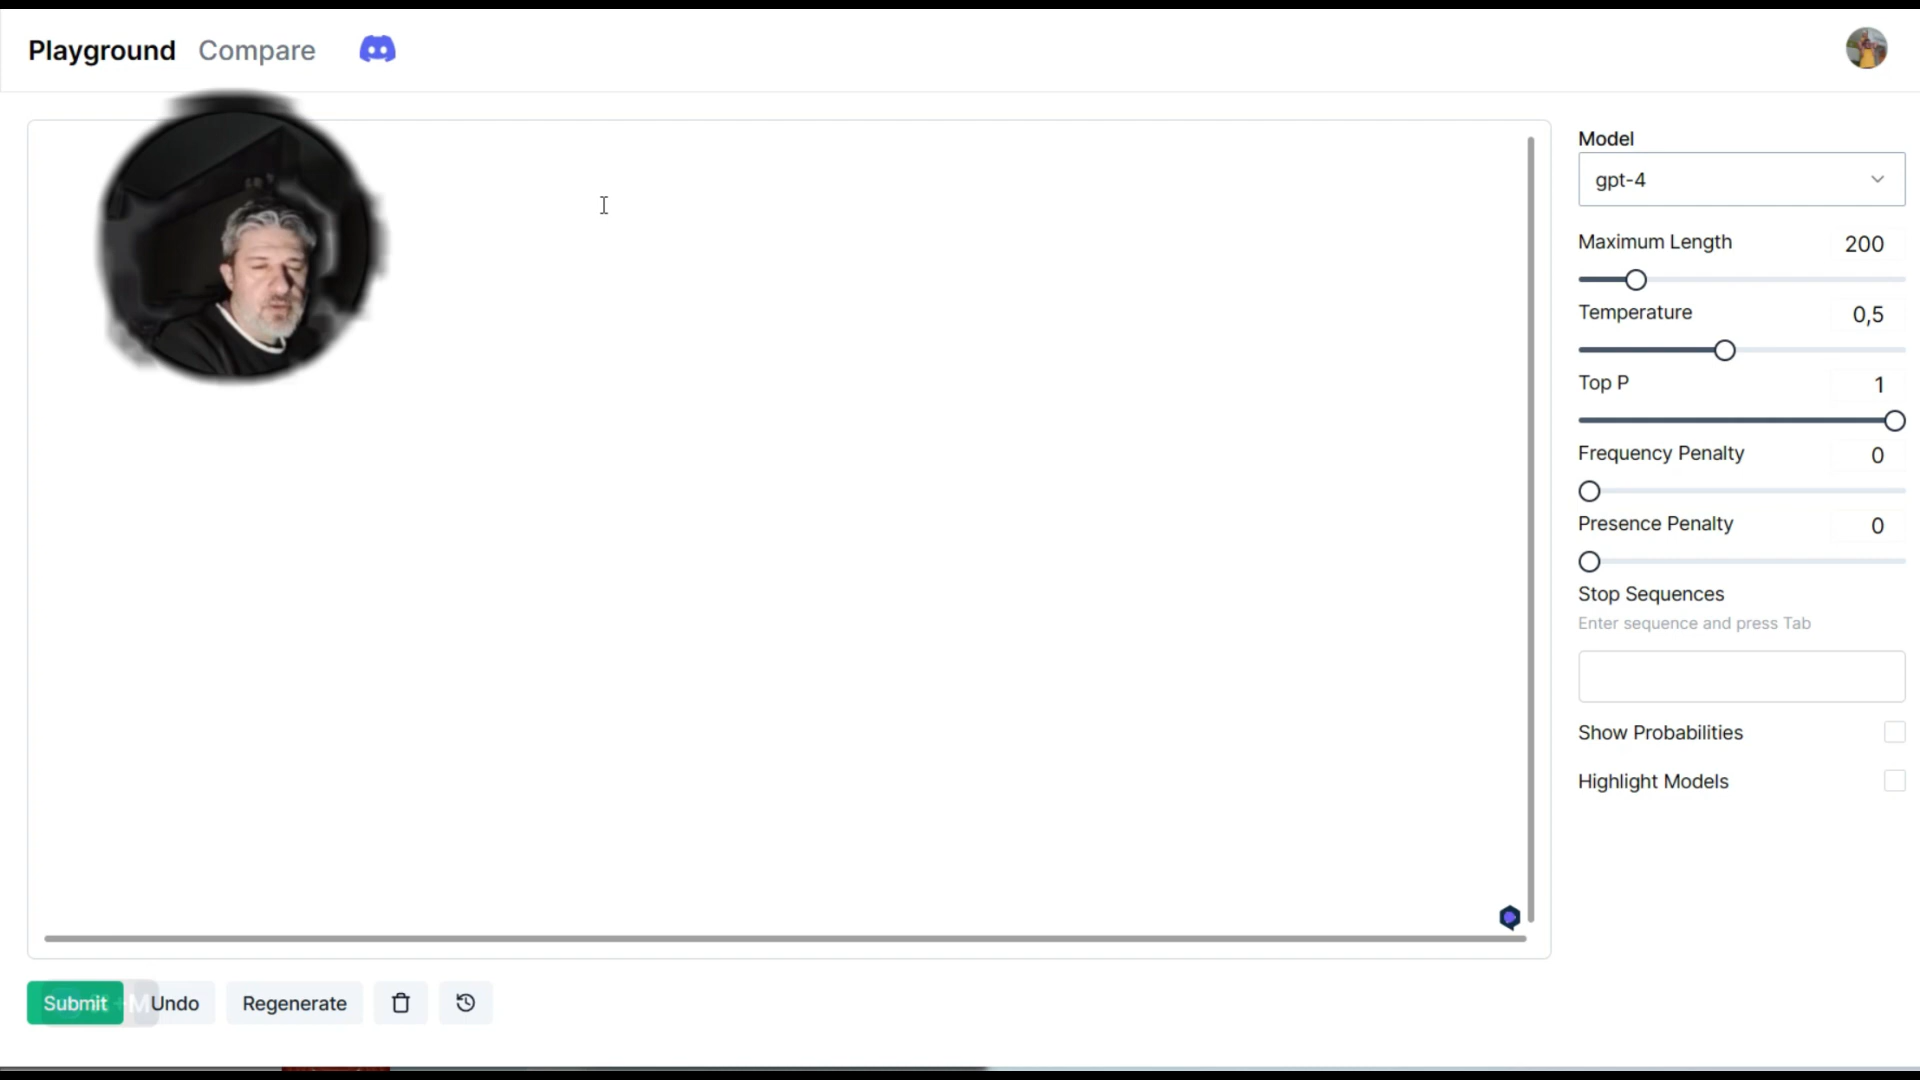 Playground Compare
Model
gpt-4
Maximum Length 200
Temperature 0,5
Top P 1
Frequency Penalty 0
Presence Penalty 0
Stop Sequences
Enter sequence and press Tab
Show Probabilities
Highlight Models
Submit Undo Regenerate